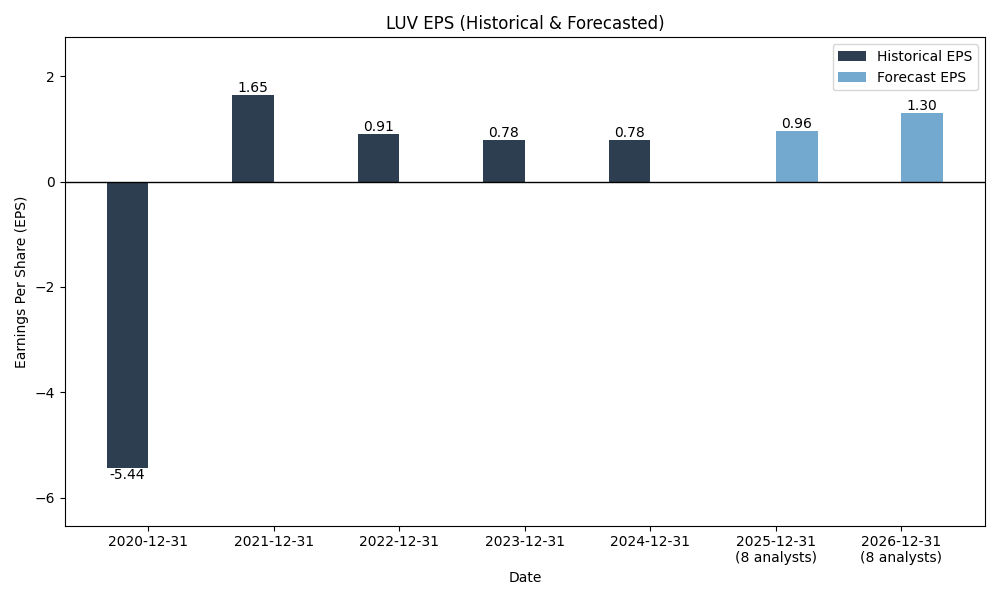 LUV EPS (Historical & Forecasted)
Historical EPS
Forecast EPS
Earnings Per Share (EPS)
2
0
−2
−4
−6
-5.44
1.65
0.91
0.78
0.78
0.96
1.30
2020-12-31
2021-12-31
2022-12-31
2023-12-31
2024-12-31
2025-12-31
(8 analysts)
2026-12-31
(8 analysts)
Date